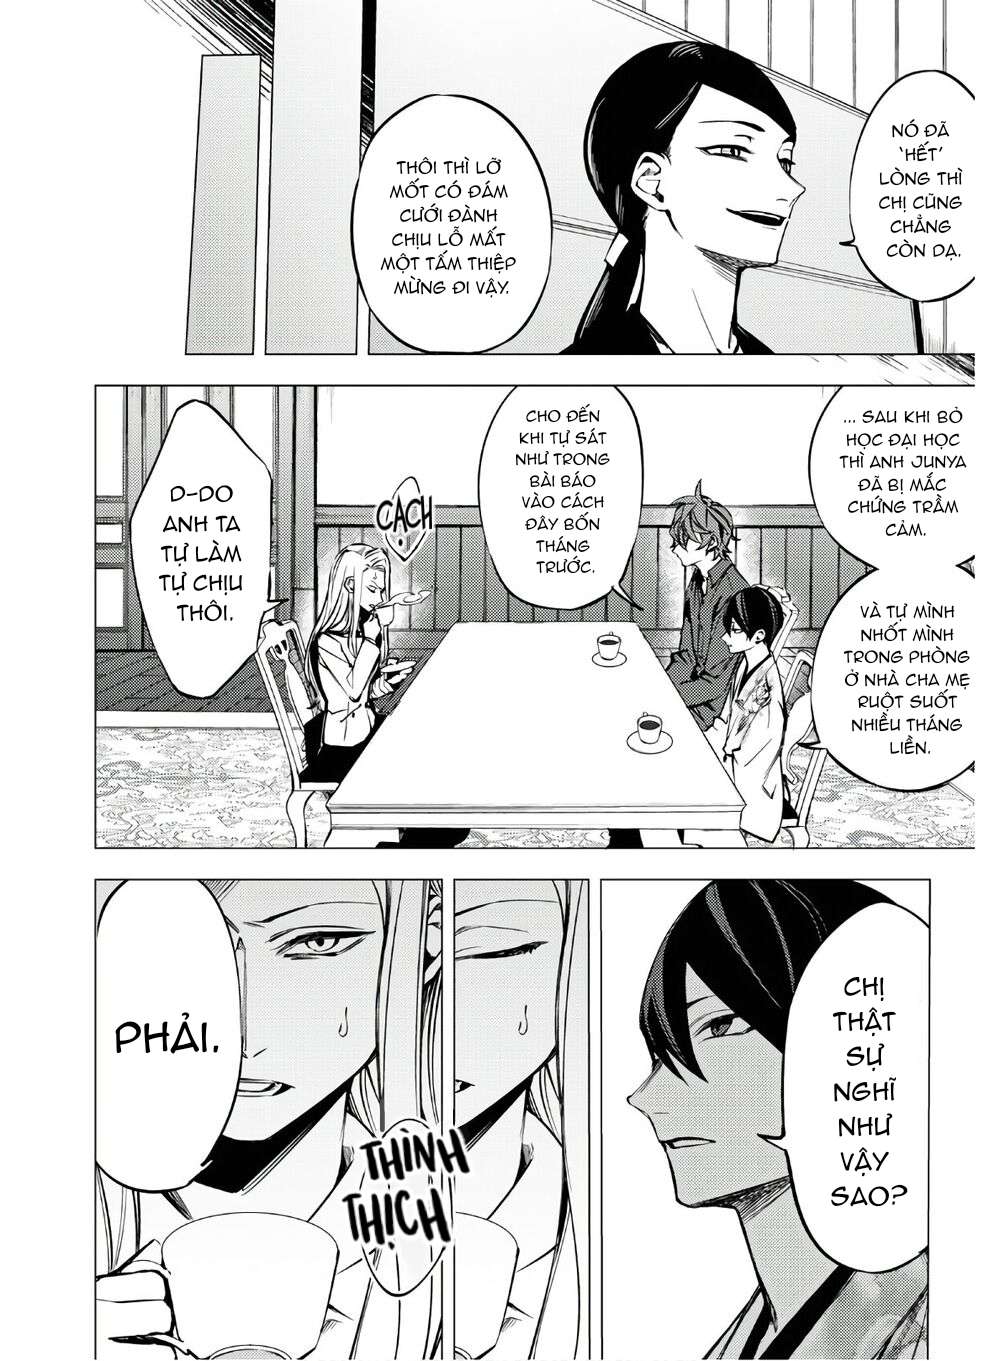 NÓ ĐÃ
'HẾT'
LÒNG THÌ
CHỊ CŨNG
CHẲNG
CÒN DẠ.
THÔI THÌ LỠ
MỐT CÓ ĐÁM
CƯỚI ĐÀNH
CHỊU LỖ MẤT
MỘT TẤM THIỆP
MỪNG ĐI VẬY.
... SAU KHI BỎ
HỌC ĐẠI HỌC
THÌ ANH JUNYA
ĐÃ BỊ MẮC
CHỨNG TRẦM
CẢM.
VÀ TỰ MÌNH
NHỐT MÌNH
TRONG PHÒNG
Ở NHÀ CHA MẸ
RUỘT SUỐT
NHIỀU THÁNG
LIỀN.
CHO ĐẾN
KHI TỰ SÁT
NHƯ TRONG
BÀI BÁO
VÀO CÁCH
ĐÂY BỐN
THÁNG
TRƯỚC.
CẠCH
D-DO
ANH TA
TỰ LÀM
TỰ CHỊU
THÔI.
CHỊ
THẬT
SỰ
NGHĨ
NHƯ
VẬY
SAO?
THÌNH
THỊCH
PHẢI.